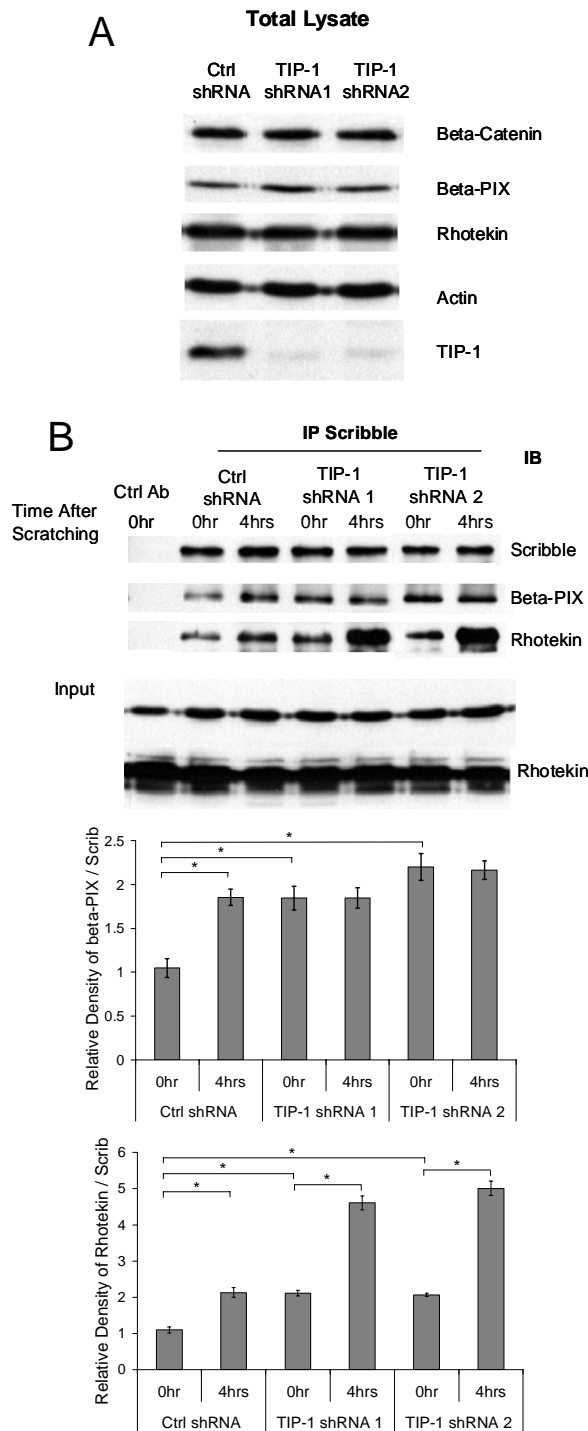 A
Total Lysate
Ctrl shRNA
TIP-1 shRNA1
TIP-1 shRNA2
Beta-Catenin
Beta-PIX
Rhotekin
Actin
TIP-1
B
IP Scribble
IB
Ctrl Ab
Ctrl shRNA
TIP-1 shRNA 1
TIP-1 shRNA 2
Time After Scratching
0hr 0hr 4hrs 0hr 4hrs 0hr 4hrs
Scribble
Beta-PIX
Rhotekin
Input
Rhotekin
Relative Density of beta-PIX / Scrib
2.5
2
1.5
1
0.5
0
* * *
0hr 4hrs 0hr 4hrs 0hr 4hrs
Ctrl shRNA TIP-1 shRNA 1 TIP-1 shRNA 2
Relative Density of Rhotekin / Scrib
6
5
4
3
2
1
0
* * * * *
0hr 4hrs 0hr 4hrs 0hr 4hrs
Ctrl shRNA TIP-1 shRNA 1 TIP-1 shRNA 2